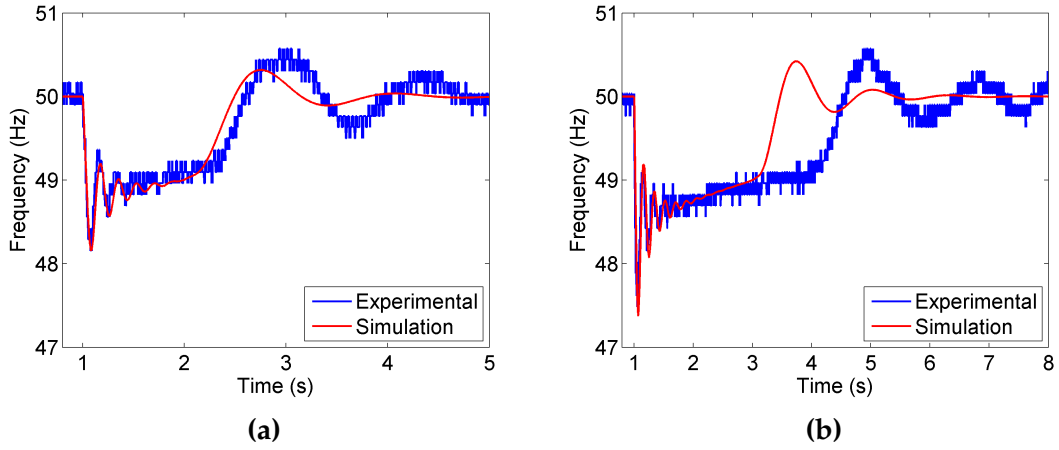 51
50
49
48
47
Frequency (Hz)
1
2
3
4
5
Time (s)
Experimental
Simulation
(a)
51
50
49
48
47
Frequency (Hz)
1
2
3
4
5
6
7
8
Time (s)
Experimental
Simulation
(b)